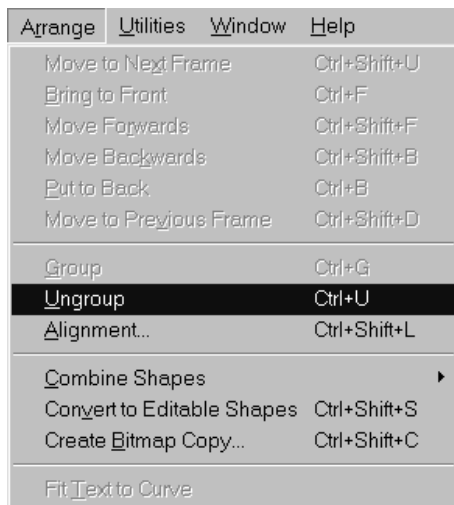 Arrange Utilities Window Help
Move to Next Frame Ctrl+Shift+U
Bring to Front Ctrl+F
Move Forwards Ctrl+Shift+F
Move Backwards Ctrl+Shift+B
Put to Back Ctrl+B
Move to Previous Frame Ctrl+Shift+D
Group Ctrl+G
Ungroup Ctrl+U
Alignment... Ctrl+Shift+L
Combine Shapes
Convert to Editable Shapes Ctrl+Shift+S
Create Bitmap Copy... Ctrl+Shift+C
Fit Text to Curve